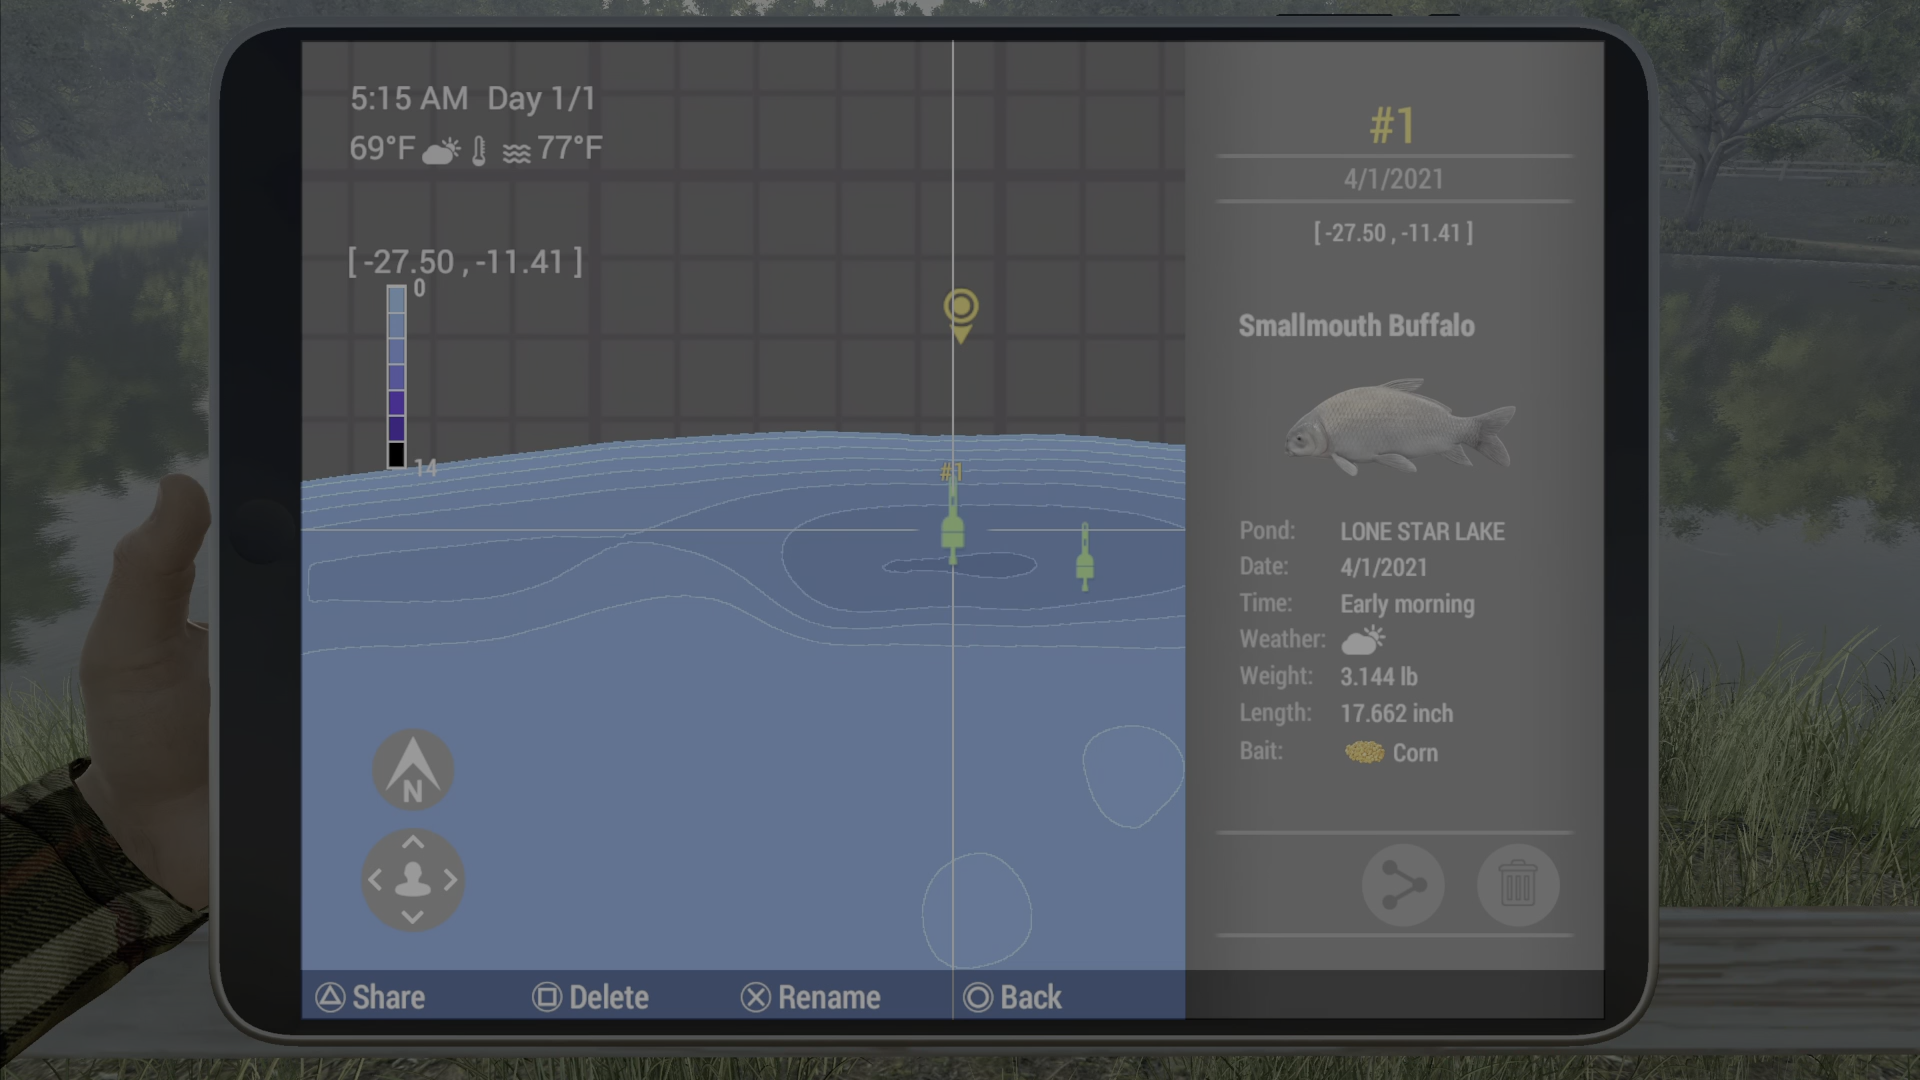 5:15 AM Day 1/1
69°F 77°F
[ -27.50 , -11.41 ]
0
14
#1
N
Share
Delete
Rename
Back
#1
4/1/2021
[ -27.50 , -11.41 ]
Smallmouth Buffalo
Pond: LONE STAR LAKE
Date: 4/1/2021
Time: Early morning
Weather:
Weight: 3.144 lb
Length: 17.662 inch
Bait: Corn